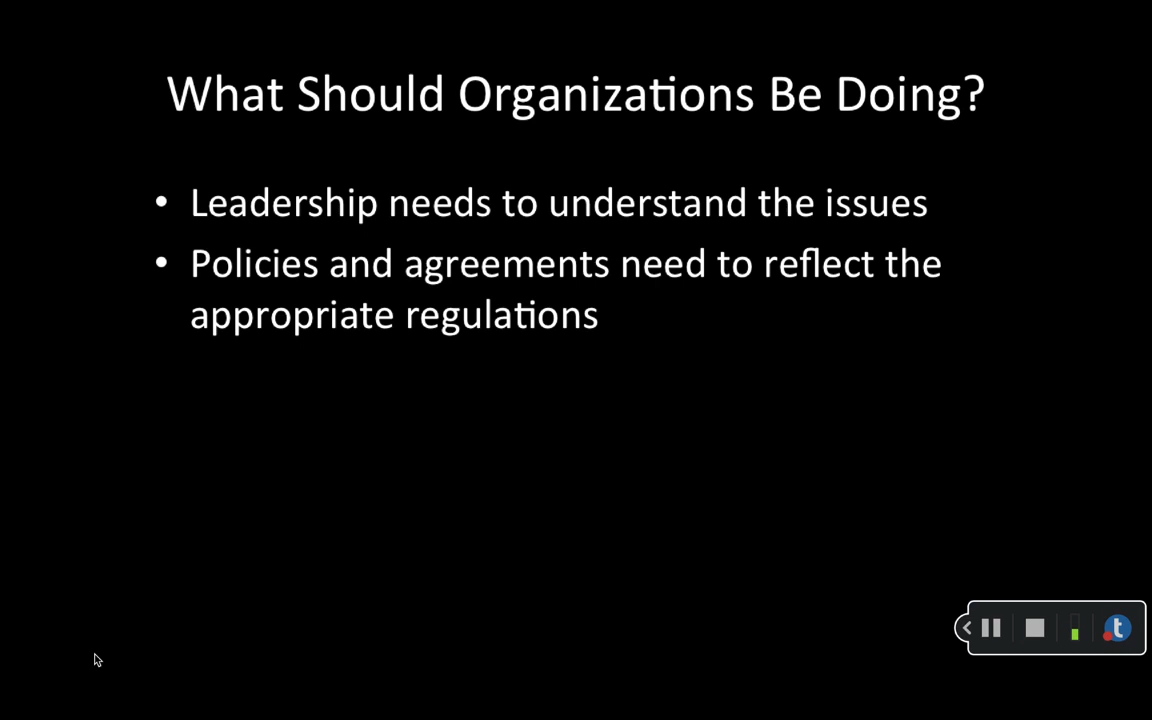 What Should Organizations Be Doing?
• Leadership needs to understand the issues
• Policies and agreements need to reflect the
appropriate regulations
t